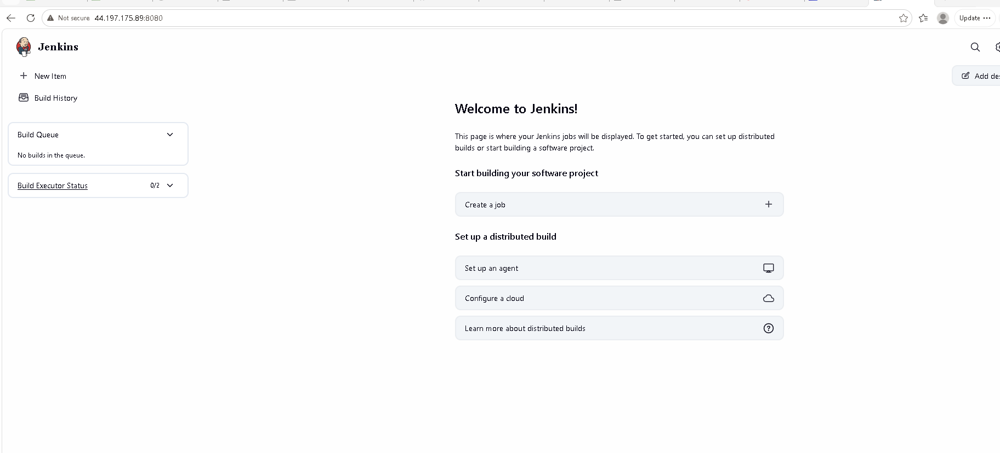 Not secure 44.197.175.89:8080
Update
Jenkins
New Item
Add des
Build History
Welcome to Jenkins!
Build Queue
No builds in the queue.
This page is where your Jenkins jobs will be displayed. To get started, you can set up distributed
builds or start building a software project.
Start building your software project
Build Executor Status 0/2
Create a job
Set up a distributed build
Set up an agent
Configure a cloud
Learn more about distributed builds